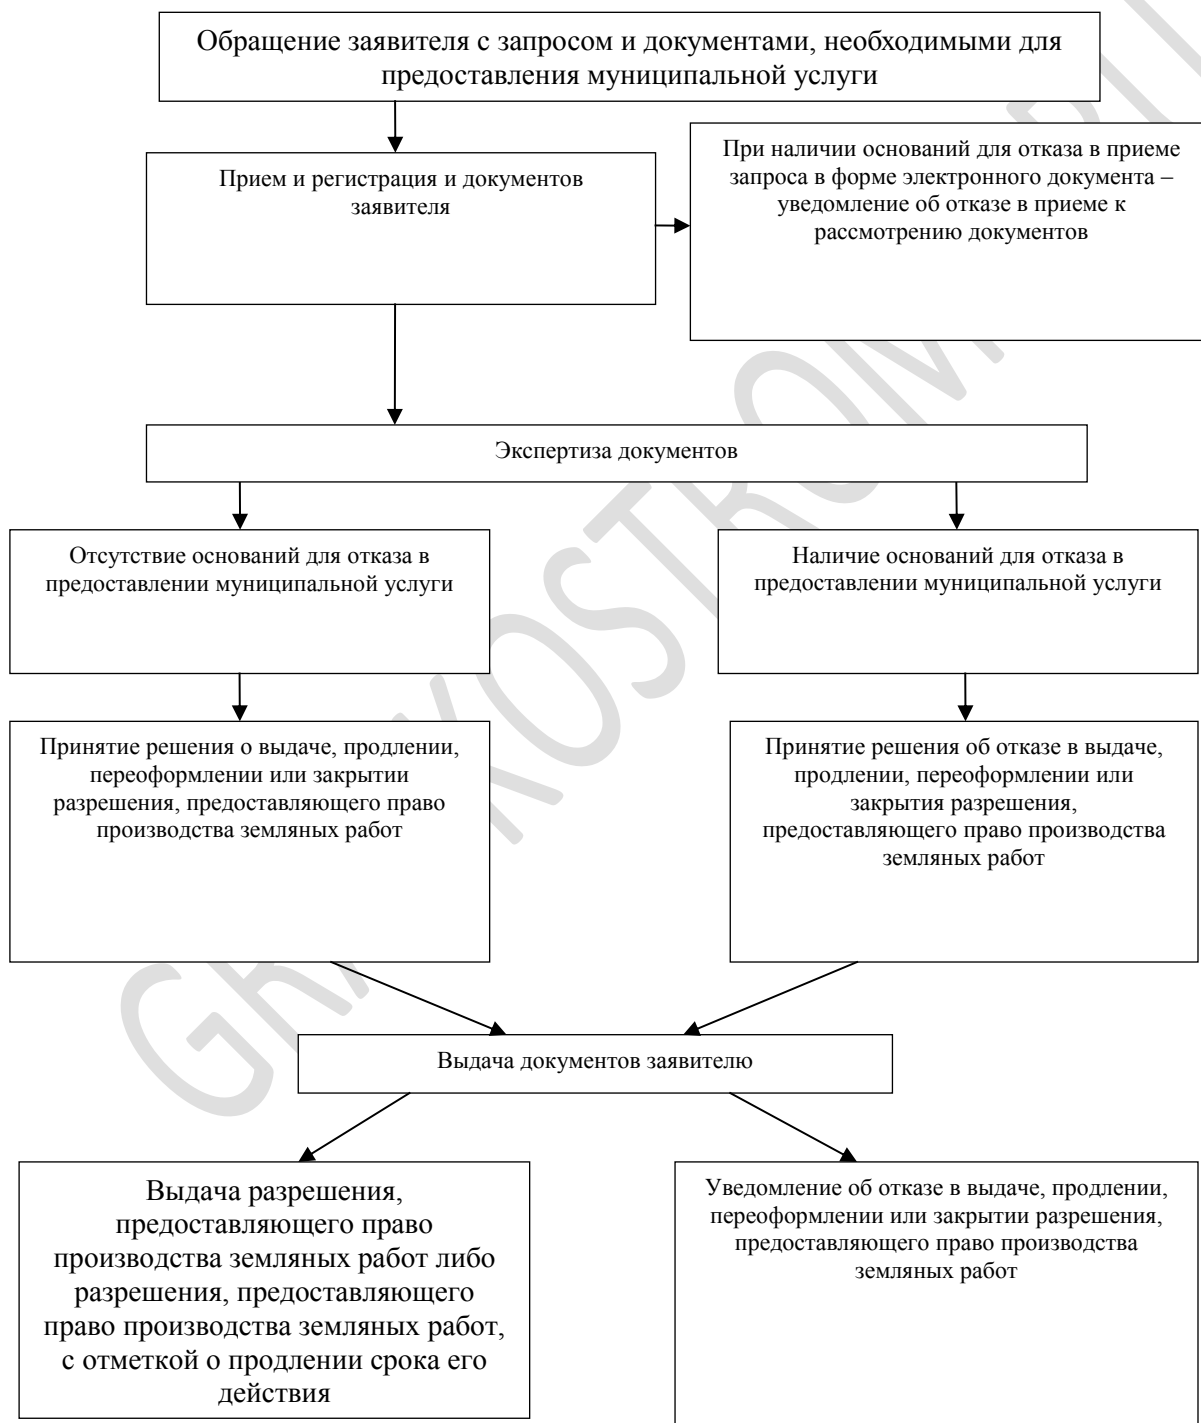 Обращение заявителя с запросом и документами, необходимыми для
предоставления муниципальной услуги
Прием и регистрация и документов
заявителя
При наличии оснований для отказа в приеме
запроса в форме электронного документа –
уведомление об отказе в приеме к
рассмотрению документов
Экспертиза документов
Отсутствие оснований для отказа в
предоставлении муниципальной услуги
Наличие оснований для отказа в
предоставлении муниципальной услуги
Принятие решения о выдаче, продлении,
переоформлении или закрытии
разрешения, предоставляющего право
производства земляных работ
Принятие решения об отказе в выдаче,
продлении, переоформлении или
закрытия разрешения,
предоставляющего право производства
земляных работ
Выдача документов заявителю
Выдача разрешения,
предоставляющего право
производства земляных работ либо
разрешения, предоставляющего
право производства земляных работ,
с отметкой о продлении срока его
действия
Уведомление об отказе в выдаче, продлении,
переоформлении или закрытии разрешения,
предоставляющего право производства
земляных работ